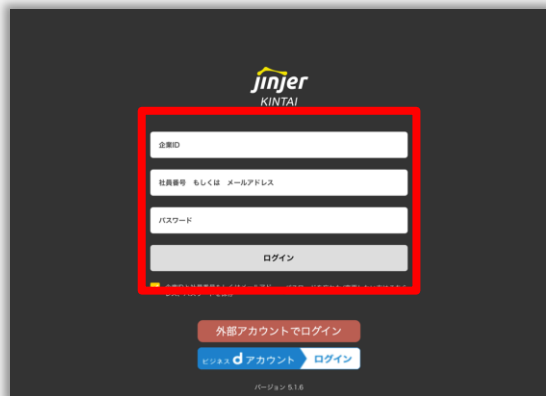 jinjer
KINTAI
企業ID
社員番号 もしくは メールアドレス
パスワード
ログイン
外部アカウントでログイン
ビジネス dアカウント ログイン
バージョン 5.1.6